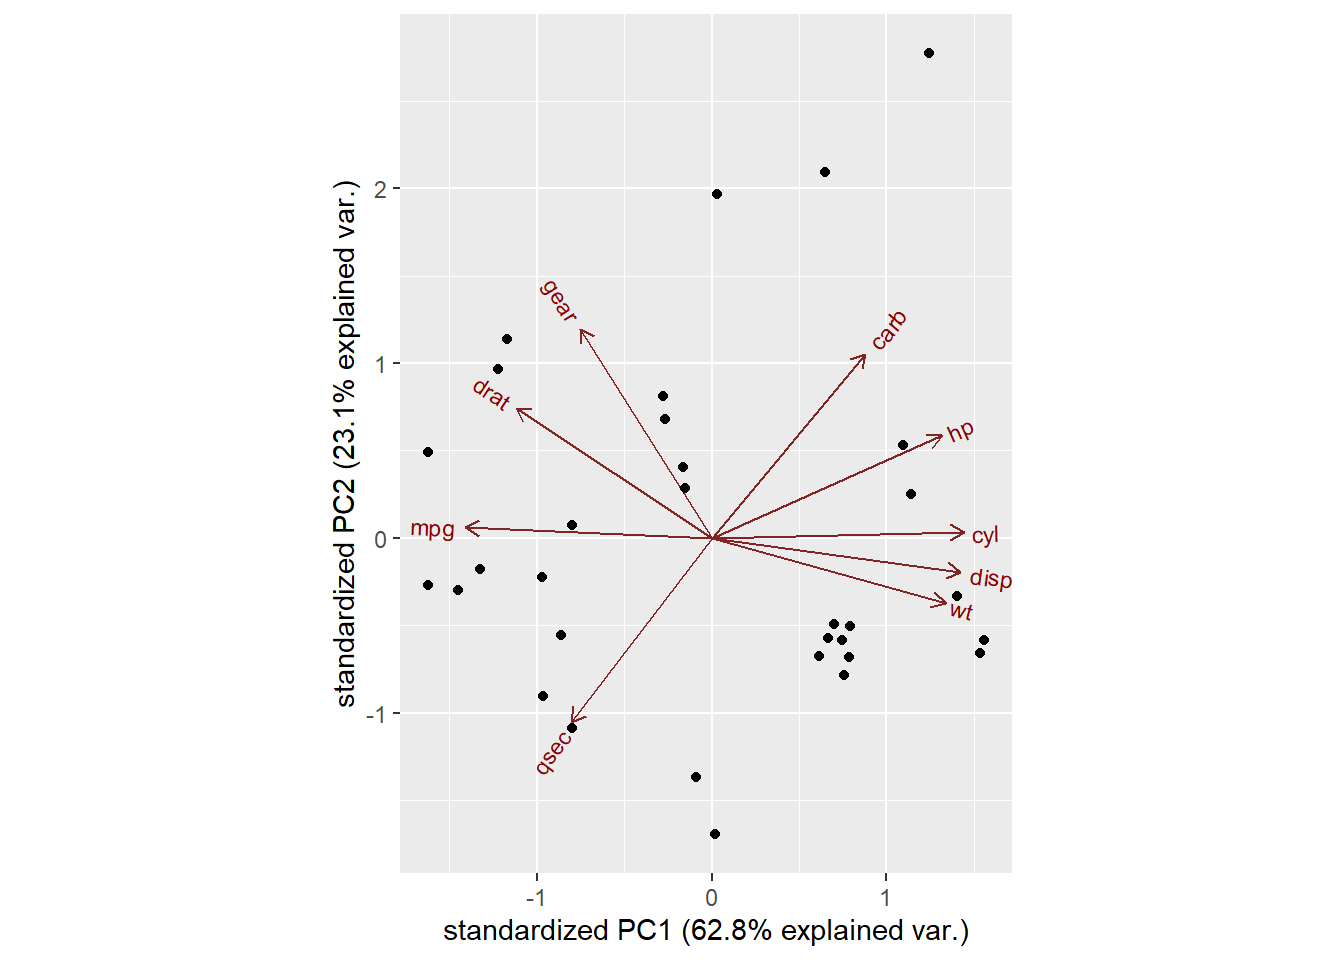 standardized PC2 (23.1% explained var.)
2
1
0
-1
gear
carb
drat
hp
mpg
cyl
disp
wt
qsec
-1
0
1
standardized PC1 (62.8% explained var.)